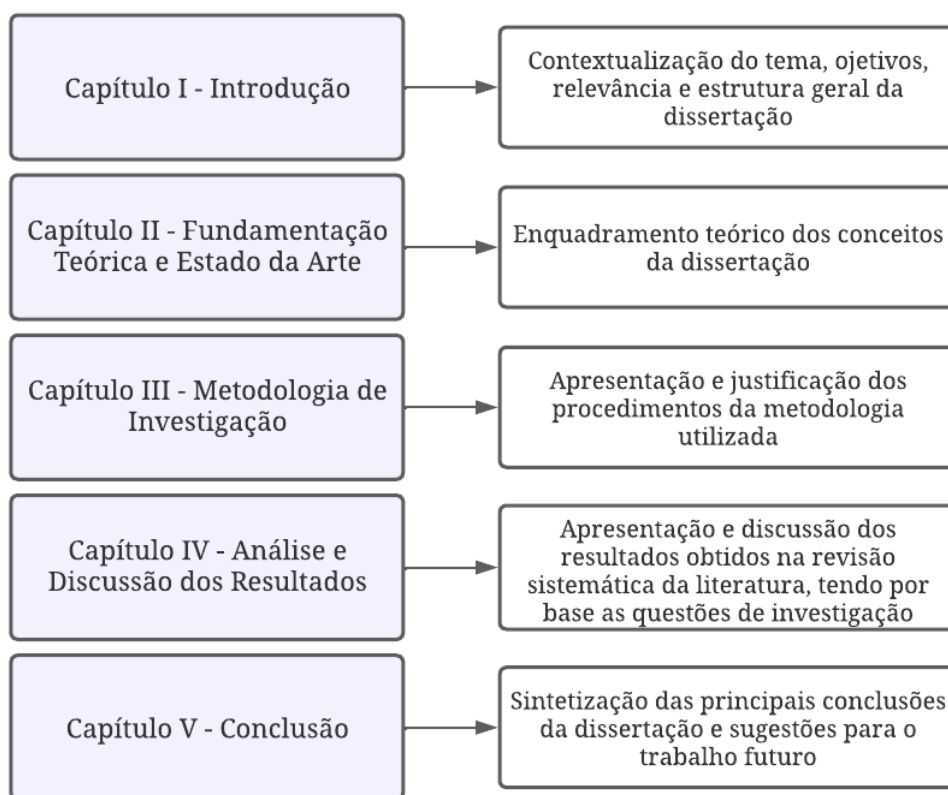 Capítulo I - Introdução
Contextualização do tema, ojetivos,
relevância e estrutura geral da
dissertação
Capítulo II - Fundamentação
Teórica e Estado da Arte
Enquadramento teórico dos conceitos
da dissertação
Capítulo III - Metodologia de
Investigação
Apresentação e justificação dos
procedimentos da metodologia
utilizada
Capítulo IV - Análise e
Discussão dos Resultados
Apresentação e discussão dos
resultados obtidos na revisão
sistemática da literatura, tendo por
base as questões de investigação
Capítulo V - Conclusão
Sintetização das principais conclusões
da dissertação e sugestões para o
trabalho futuro